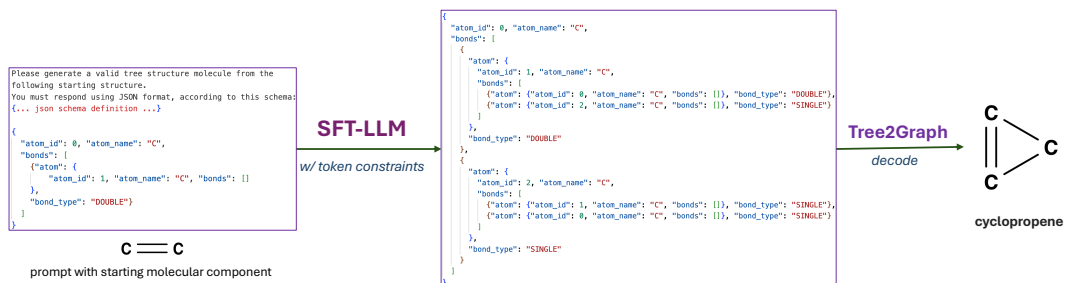 Please generate a valid tree structure molecule from the
following starting structure.
You must respond using JSON format, according to this schema:
{... json schema definition ...}
{
"atom_id": 0, "atom_name": "C",
"bonds": [
{"atom": {
"atom_id": 1, "atom_name": "C", "bonds": []
},
"bond_type": "DOUBLE"}
]
}
C C
prompt with starting molecular component
SFT-LLM
w/ token constraints
{
"atom_id": 0, "atom_name": "C",
"bonds": [
{
"atom": {
"atom_id": 1, "atom_name": "C",
"bonds": [
{"atom": {"atom_id": 0, "atom_name": "C", "bonds": []}, "bond_type": "DOUBLE"},
{"atom": {"atom_id": 2, "atom_name": "C", "bonds": []}, "bond_type": "SINGLE"}
]
},
"bond_type": "DOUBLE"
},
{
"atom": {
"atom_id": 2, "atom_name": "C",
"bonds": [
{"atom": {"atom_id": 1, "atom_name": "C", "bonds": []}, "bond_type": "SINGLE"},
{"atom": {"atom_id": 0, "atom_name": "C", "bonds": []}, "bond_type": "SINGLE"}
]
},
"bond_type": "SINGLE"
}
]
}
Tree2Graph
decode
C
C
C
cyclopropene